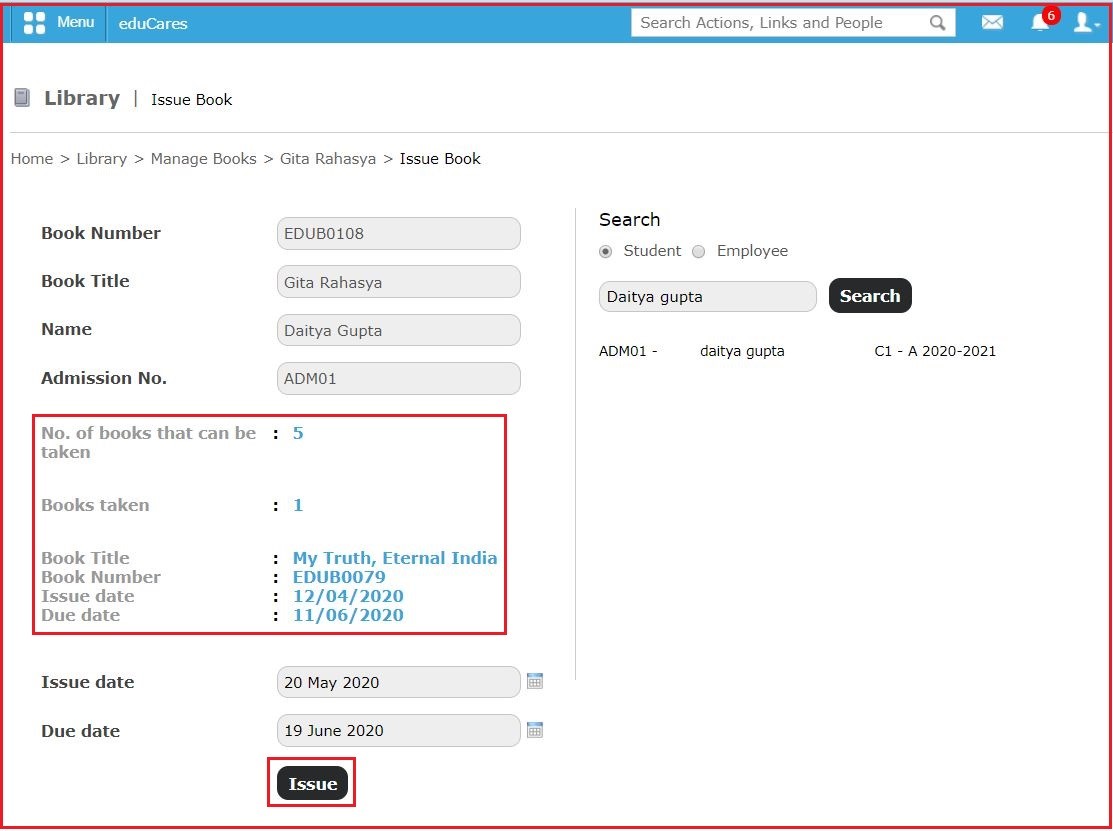 Menu
eduCares
Search Actions, Links and People
6
Library | Issue Book
Home > Library > Manage Books > Gita Rahasya > Issue Book
Book Number EDUB0108
Book Title Gita Rahasya
Name Daitya Gupta
Admission No. ADM01
No. of books that can be : 5
taken
Books taken : 1
Book Title : My Truth, Eternal India
Book Number : EDUB0079
Issue date : 12/04/2020
Due date : 11/06/2020
Issue date 20 May 2020
Due date 19 June 2020
Issue
Search
Student Employee
Daitya gupta Search
ADM01 - daitya gupta C1 - A 2020-2021